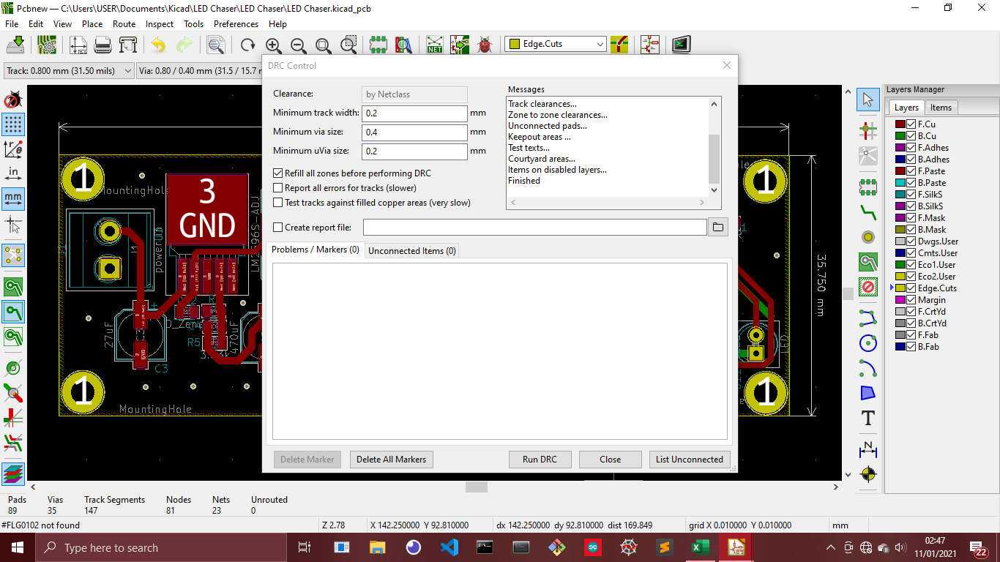 Pcbnew — C:\Users\USER\Documents\Kicad\LED Chaser\LED Chaser\LED Chaser.kicad_pcb
File Edit View Place Route Inspect Tools Preferences Help
NET
Edge.Cuts
Track: 0.800 mm (31.50 mils)
Via: 0.80 / 0.40 mm (31.5 / 15.7 m
DRC Control
Clearance:
by Netclass
Minimum track width:
0.2
mm
Minimum via size:
0.4
mm
Minimum uVia size:
0.2
mm
Refill all zones before performing DRC
Report all errors for tracks (slower)
Test tracks against filled copper areas (very slow)
Create report file:
Messages
Track clearances...
Zone to zone clearances...
Unconnected pads...
Keepout areas ...
Test texts...
Courtyard areas...
Items on disabled layers...
Finished
Problems / Markers (0)
Unconnected Items (0)
Delete Marker
Delete All Markers
Run DRC
Close
List Unconnected
in
mm
1
MountingHole
3
GND
J1
powerin
27uF
C3
GND
C3
R5
470uF
1
MountingHole
1
1
LED
35.750 mm
T
N
Layers Manager
Layers
Items
F.Cu
B.Cu
F.Adhes
B.Adhes
F.Paste
B.Paste
F.SilkS
B.SilkS
F.Mask
B.Mask
Dwgs.User
Cmts.User
Eco1.User
Eco2.User
Edge.Cuts
Margin
F.CrtYd
B.CrtYd
F.Fab
B.Fab
Pads Vias Track Segments Nodes Nets Unrouted
89 35 147 81 23 0
#FLG0102 not found
Z 2.78
X 142.250000 Y 92.810000
dx 142.250000 dy 92.810000 dist 169.849
grid X 0.010000 Y 0.010000
mm
Type here to search
02:47
11/01/2021
22